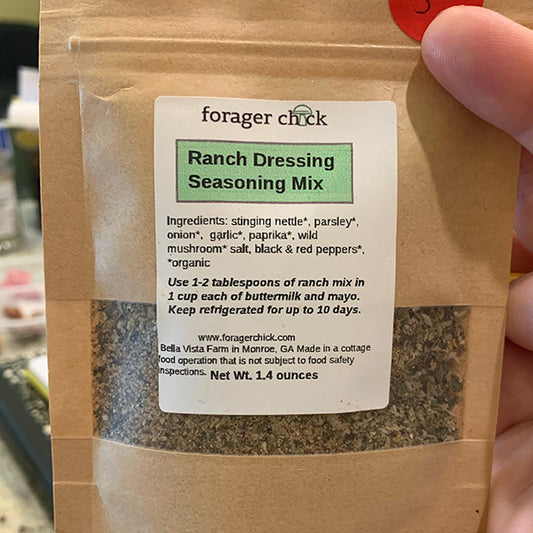 forager chick
Ranch Dressing
Seasoning Mix
Ingredients: stinging nettle*, parsley*,
onion*, garlic*, paprika*, wild
mushroom* salt, black & red peppers*,
*organic
Use 1-2 tablespoons of ranch mix in
1 cup each of buttermilk and mayo.
Keep refrigerated for up to 10 days.
www.foragerchick.com
Bella Vista Farm in Monroe, GA Made in a cottage
food operation that is not subject to food safety
inspections. Net Wt. 1.4 ounces